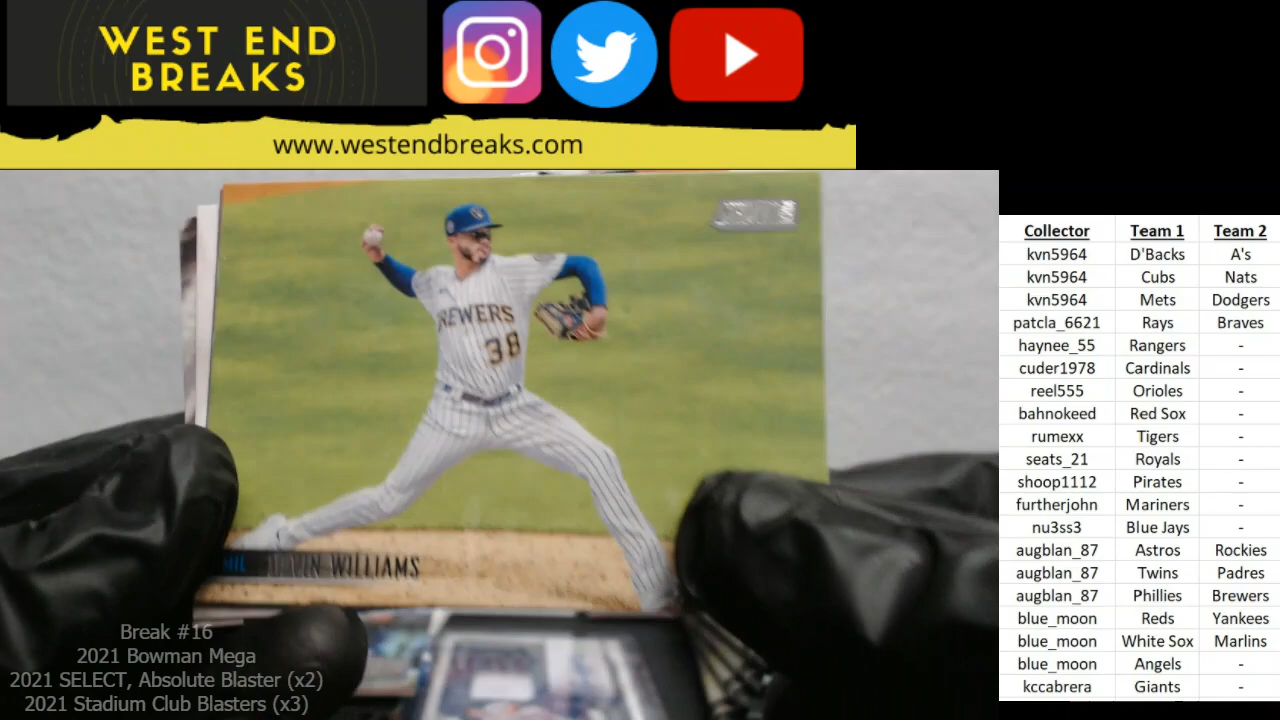 WEST END
BREAKS
www.westendbreaks.com
BREWERS
38
MIL
WILLIAMS
Collector Team 1 Team 2
kvn5964 D'Backs A's
kvn5964 Cubs Nats
kvn5964 Mets Dodgers
patcla_6621 Rays Braves
haynee_55 Rangers -
cuder1978 Cardinals -
reel555 Orioles -
bahnokeed Red Sox -
rumexx Tigers -
seats_21 Royals -
shoop1112 Pirates -
furtherjohn Mariners -
nu3ss3 Blue Jays -
augblan_87 Astros Rockies
augblan_87 Twins Padres
augblan_87 Phillies Brewers
blue_moon Reds Yankees
blue_moon White Sox Marlins
blue_moon Angels -
kccabrera Giants -
Break #16
2021 Bowman Mega
2021 SELECT, Absolute Blaster (x2)
2021 Stadium Club Blasters (x3)